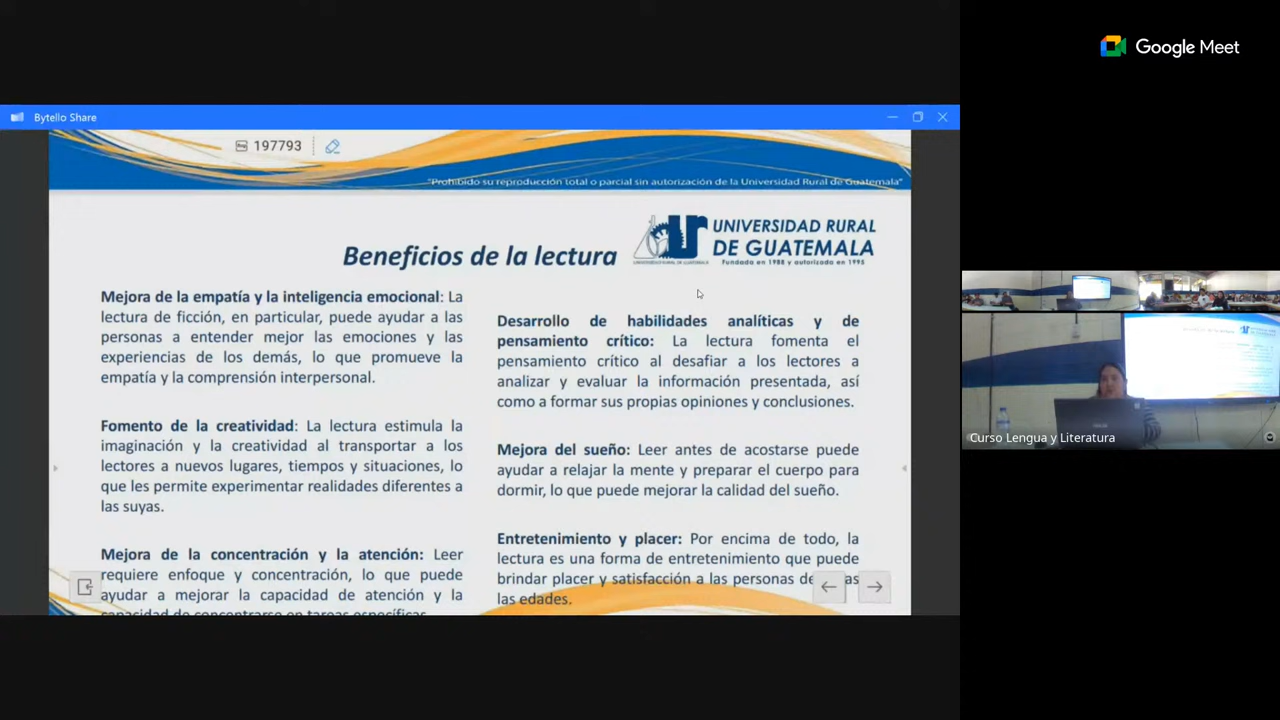 Google Meet
Bytello Share
197793
"Prohibido su reproducción total o parcial sin autorización de la Universidad Rural de Guatemala"
UNIVERSIDAD RURAL
DE GUATEMALA
Fundada en 1988 y autorizada en 1995
Beneficios de la lectura
Mejora de la empatía y la inteligencia emocional: La
lectura de ficción, en particular, puede ayudar a las
personas a entender mejor las emociones y las
experiencias de los demás, lo que promueve la
empatía y la comprensión interpersonal.
Fomento de la creatividad: La lectura estimula la
imaginación y la creatividad al transportar a los
lectores a nuevos lugares, tiempos y situaciones, lo
que les permite experimentar realidades diferentes a
las suyas.
Mejora de la concentración y la atención: Leer
requiere enfoque y concentración, lo que puede
ayudar a mejorar la capacidad de atención y la
capacidad de concentrarse en tareas específicas.
Desarrollo de habilidades analíticas y de
pensamiento crítico: La lectura fomenta el
pensamiento crítico al desafiar a los lectores a
analizar y evaluar la información presentada, así
como a formar sus propias opiniones y conclusiones.
Mejora del sueño: Leer antes de acostarse puede
ayudar a relajar la mente y preparar el cuerpo para
dormir, lo que puede mejorar la calidad del sueño.
Entretenimiento y placer: Por encima de todo, la
lectura es una forma de entretenimiento que puede
brindar placer y satisfacción a las personas de
las edades.
Curso Lengua y Literatura